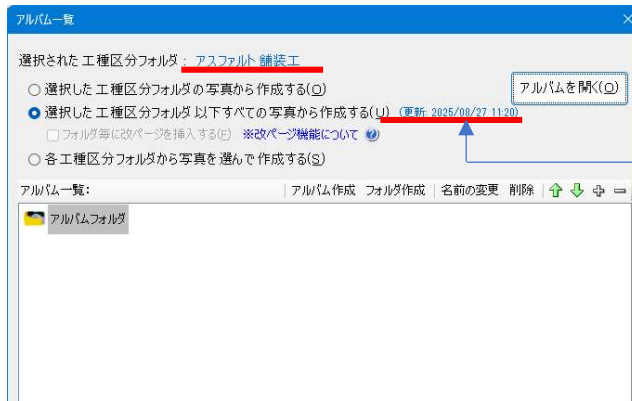 アルバム一覧
選択された工種区分フォルダ: アスファルト舗装工
選択した工種区分フォルダの写真から作成する(O)
アルバムを開く(O)
選択した工種区分フォルダ以下すべての写真から作成する(U) (更新: 2025/08/27 11:20)
フォルダ毎に改ページを挿入する(E) ※改ページ機能について
各工種区分フォルダから写真を選んで作成する(S)
アルバム一覧: アルバム作成 フォルダ作成 名前の変更 削除
アルバムフォルダ